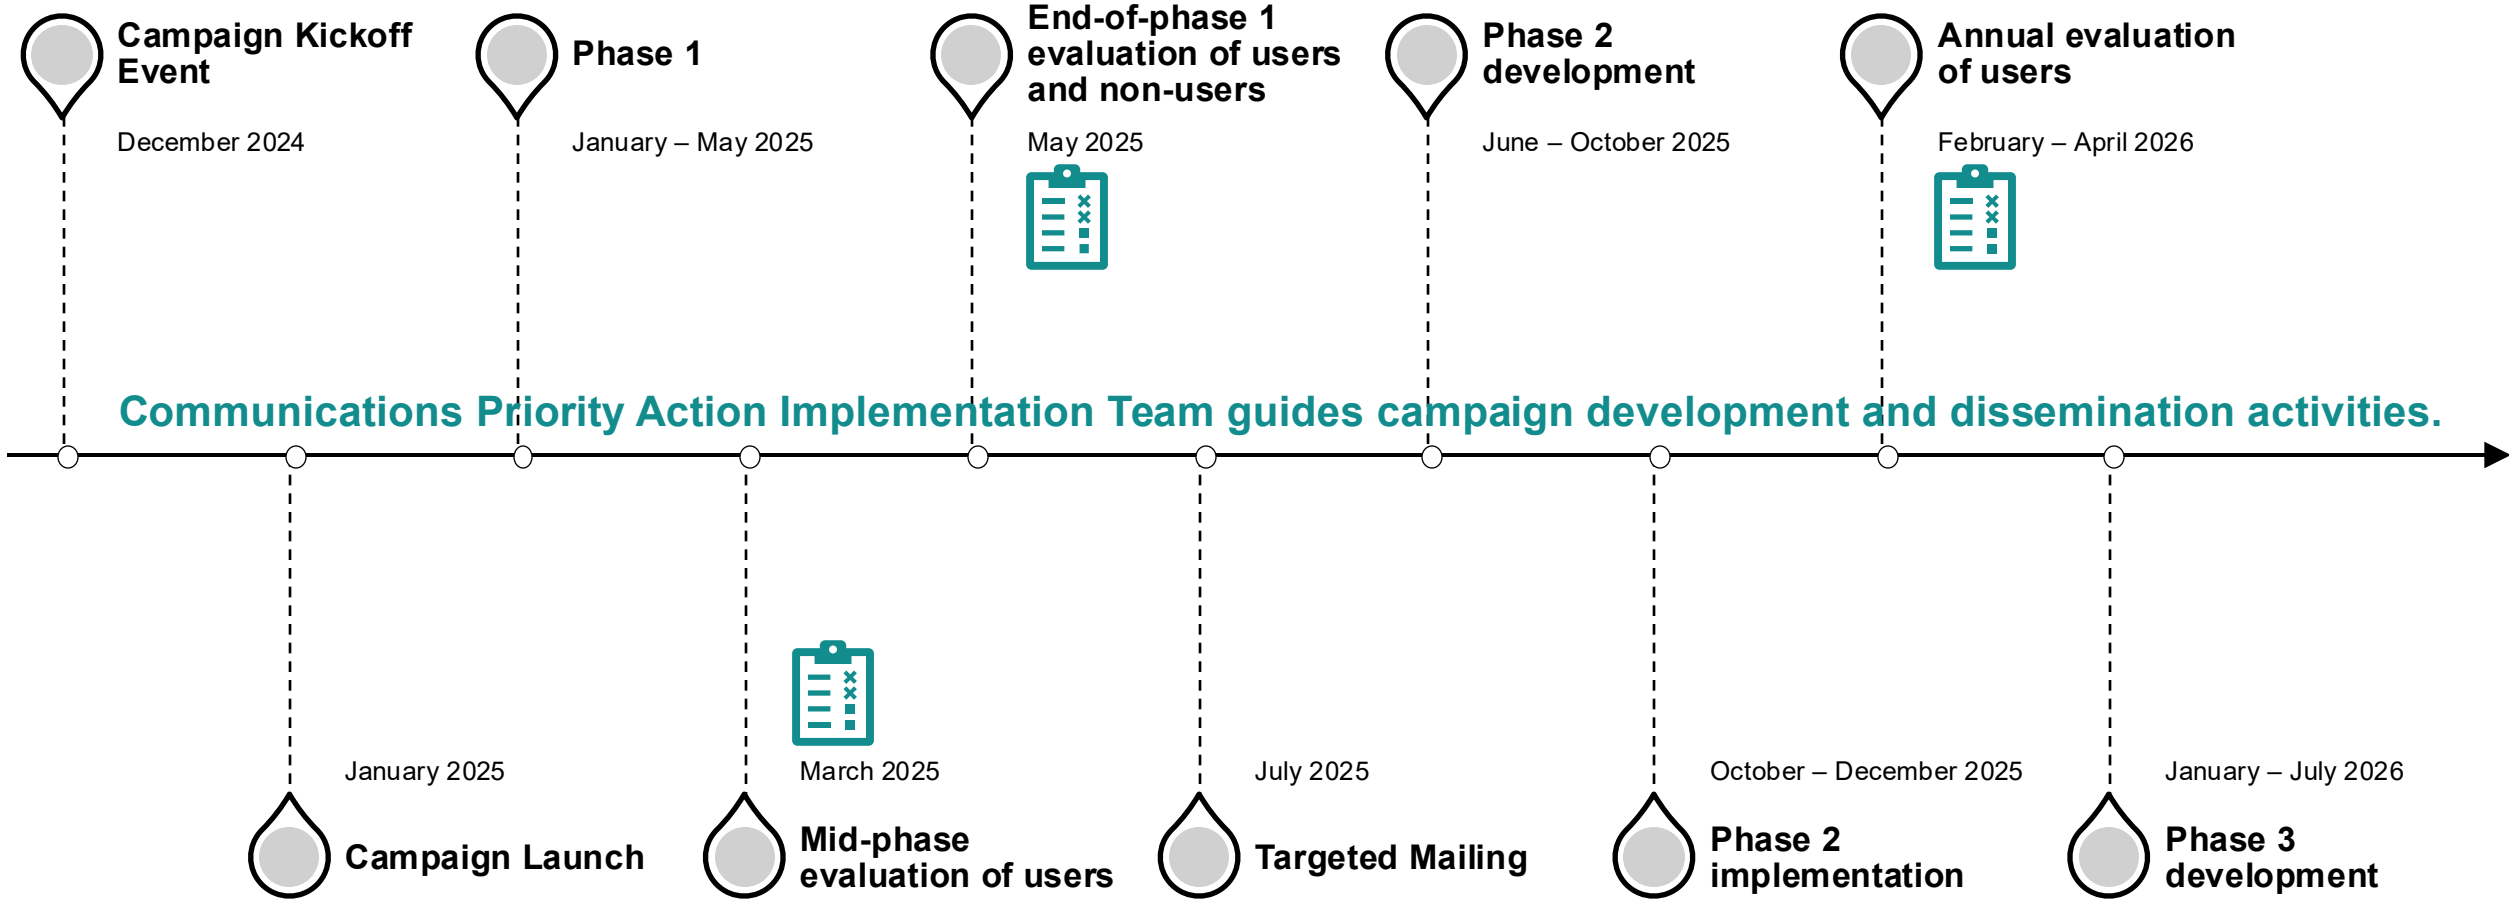 Campaign Kickoff
Event
December 2024
Phase 1
January – May 2025
End-of-phase 1
evaluation of users
and non-users
May 2025
Phase 2
development
June – October 2025
Annual evaluation
of users
February – April 2026
Communications Priority Action Implementation Team guides campaign development and dissemination activities.
January 2025
Campaign Launch
March 2025
Mid-phase
evaluation of users
July 2025
Targeted Mailing
October – December 2025
Phase 2
implementation
January – July 2026
Phase 3
development